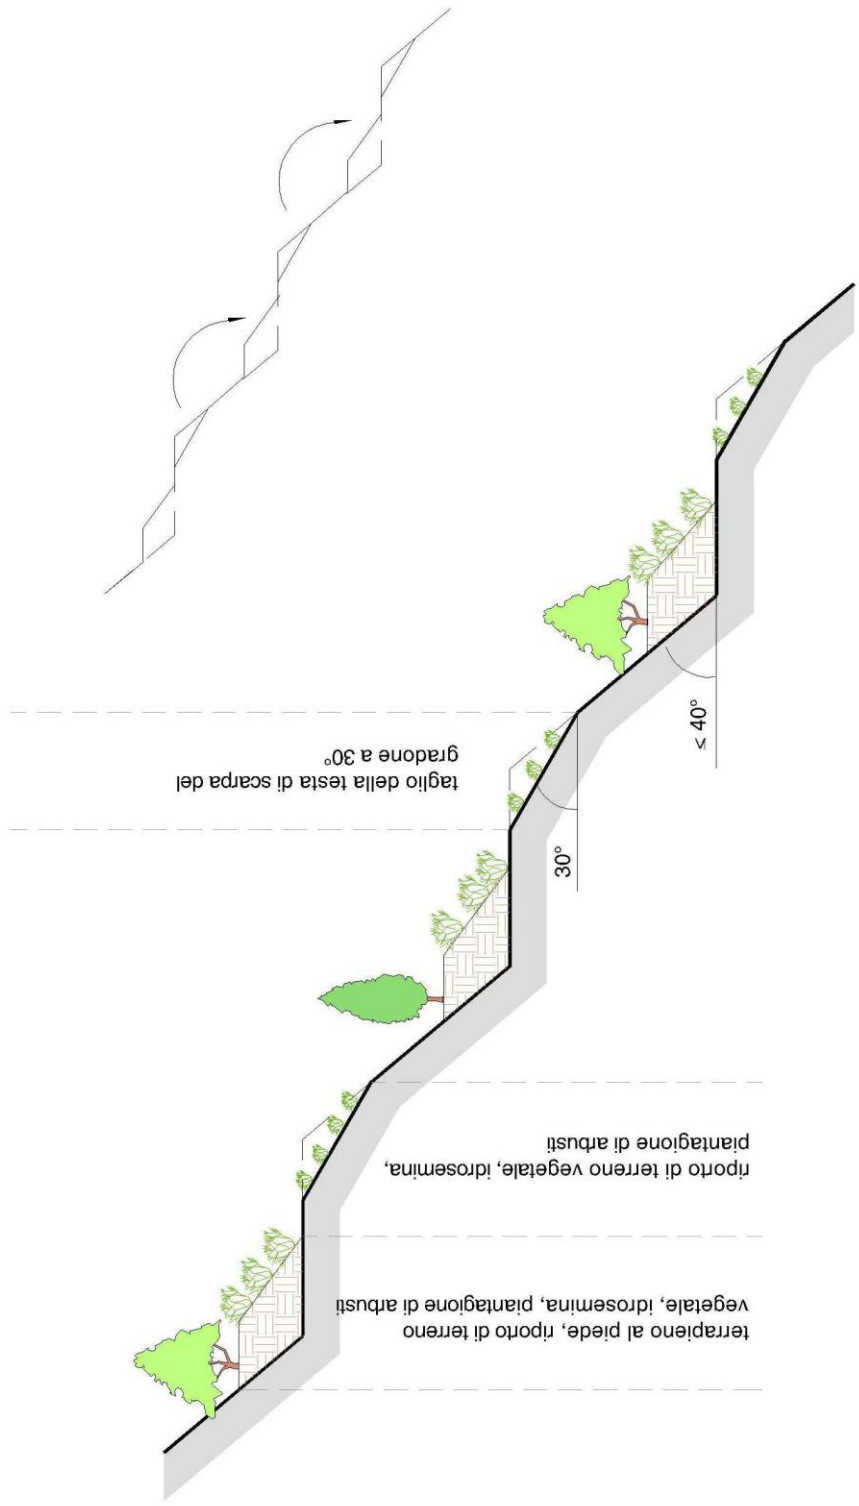 taglio della testa di scarpa del
gradone a 30°
≤ 40°
30°
riporto di terreno vegetale, idrosemina,
piantagione di arbusti
terrapieno al piede, riporto di terreno
vegetale, idrosemina, piantagione di arbusti